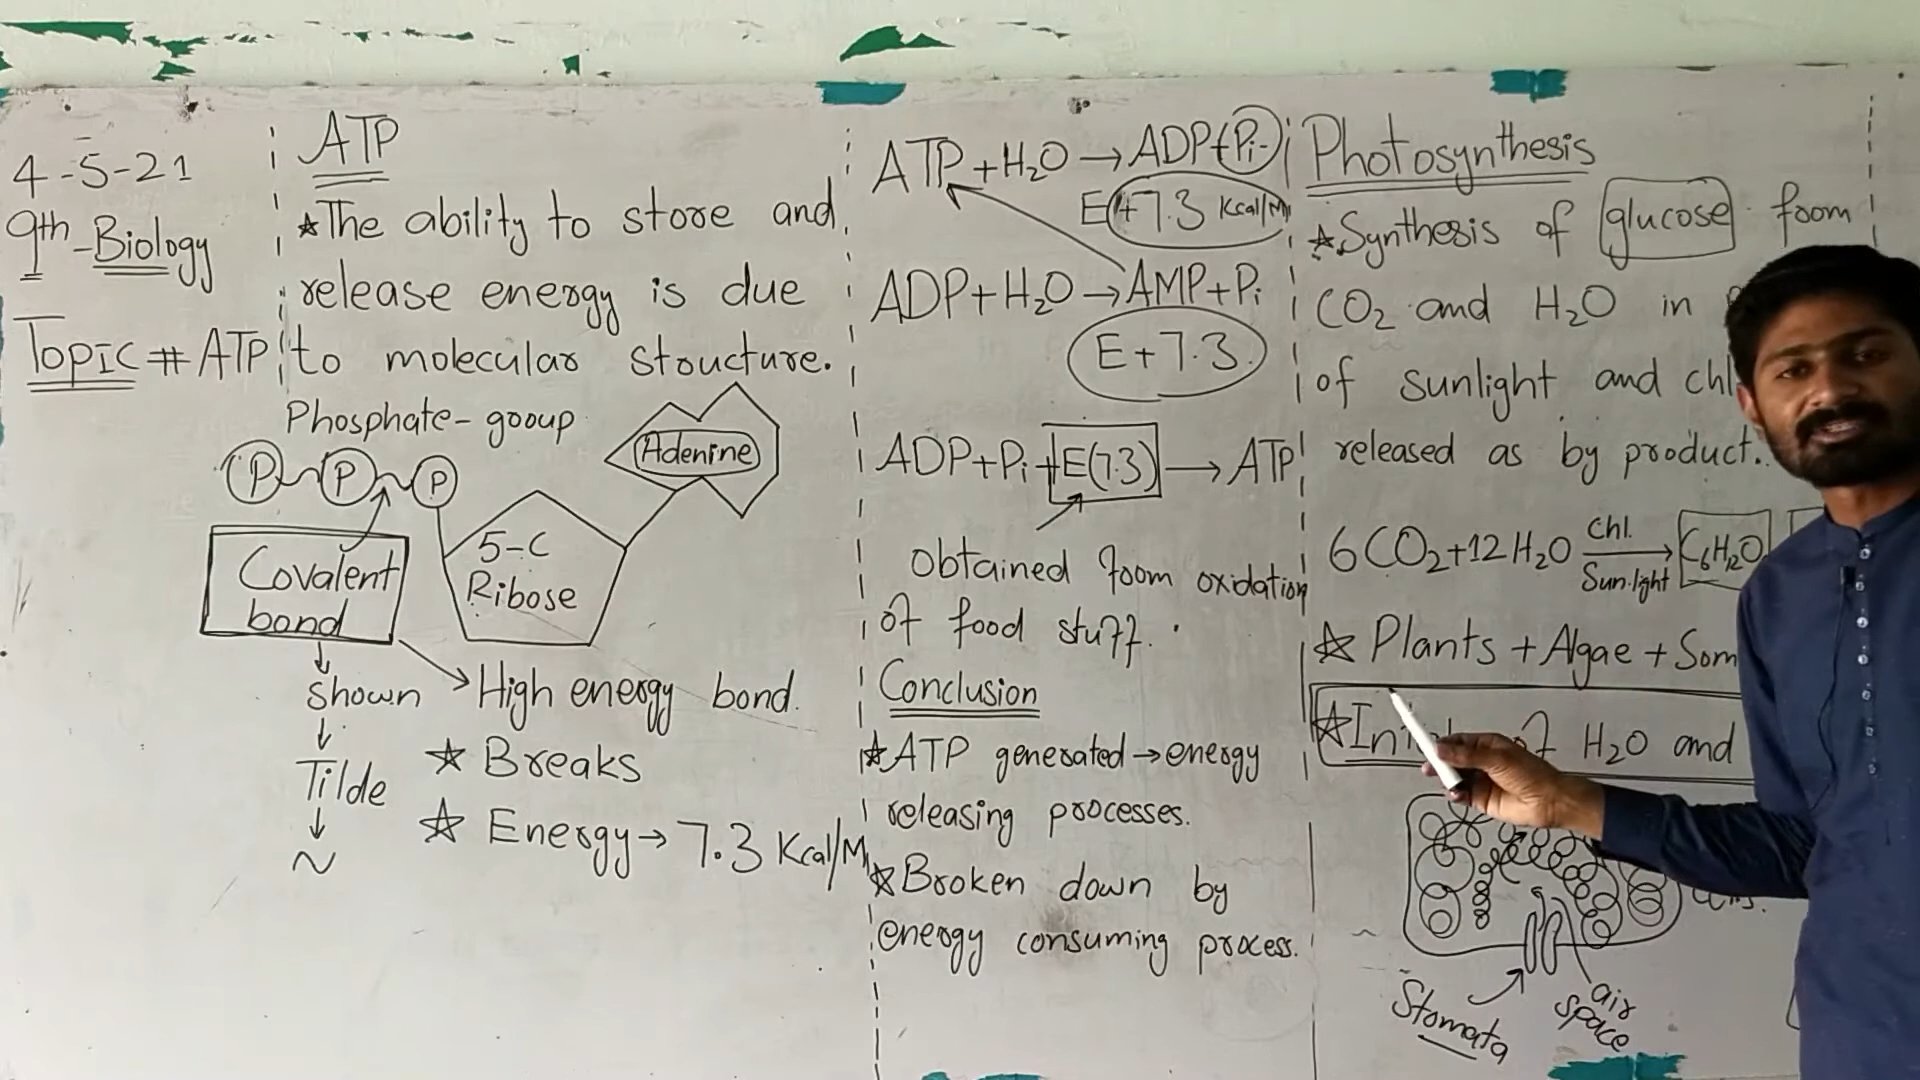 4-5-21
9th-Biology
Topic # ATP
ATP
★The ability to store and
release energy is due
to molecular structure.
Phosphate-group
P~P~P
Adenine
5-C
Ribose
Covalent
bond
↓
shown
↓
Tilde
↓
~
→High energy bond.
★ Breaks
★ Energy→ 7.3 Kcal/M
ATP+H₂O→ADP+Pi
E+7.3 Kcal/M
ADP+H₂O→AMP+Pi
E+7.3
ADP+Pi+E(7.3)→ATP
Obtained from oxidation
of food stuff.
Conclusion
★ATP generated→energy
releasing processes.
★Broken down by
energy consuming process.
Photosynthesis
★Synthesis of glucose from
CO₂ and H₂O in
of sunlight and chl
released as by product.
6CO₂+12H₂O
Chl.
→
Sunlight
C₆H₁₂O
★ Plants + Algae + Som
★ of H₂O and
Stomata
air
space